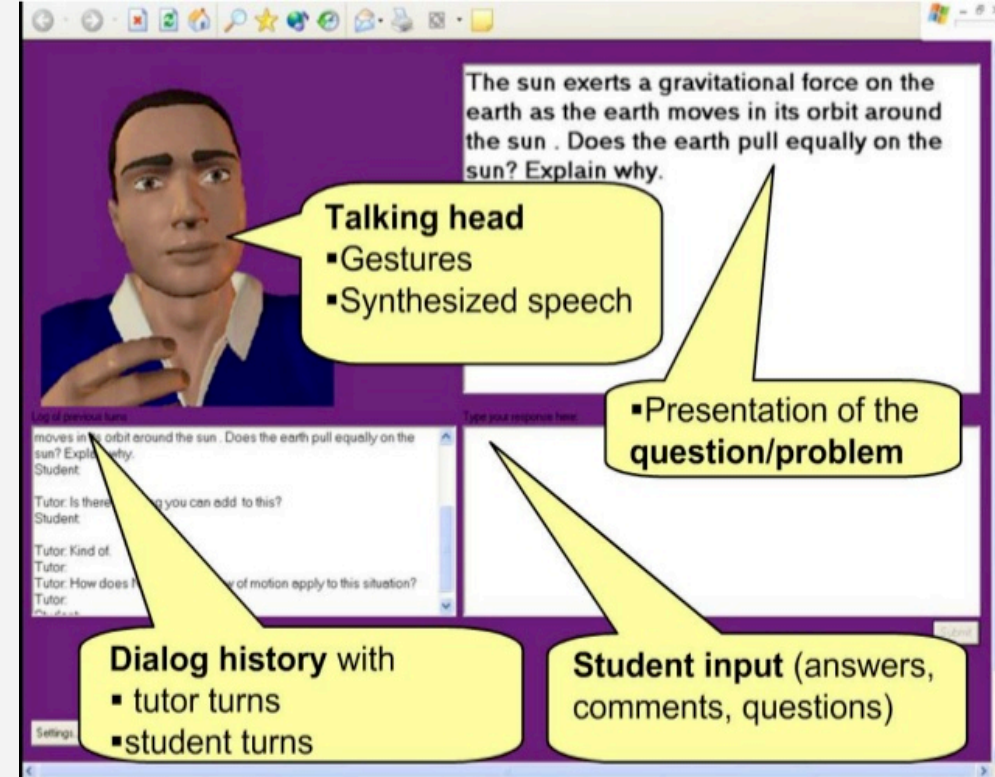 The sun exerts a gravitational force on the
earth as the earth moves in its orbit around
the sun . Does the earth pull equally on the
sun? Explain why.
Talking head
▪Gestures
▪Synthesized speech
▪Presentation of the
question/problem
Log of previous turns
moves in its orbit around the sun . Does the earth pull equally on the
sun? Explain why.
Student:
Tutor: Is there you can add to this?
Student:
Tutor: Kind of.
Tutor:
Tutor: How does of motion apply to this situation?
Tutor:
Type your response here:
Submit
Dialog history with
▪ tutor turns
▪student turns
Student input (answers,
comments, questions)
Settings...